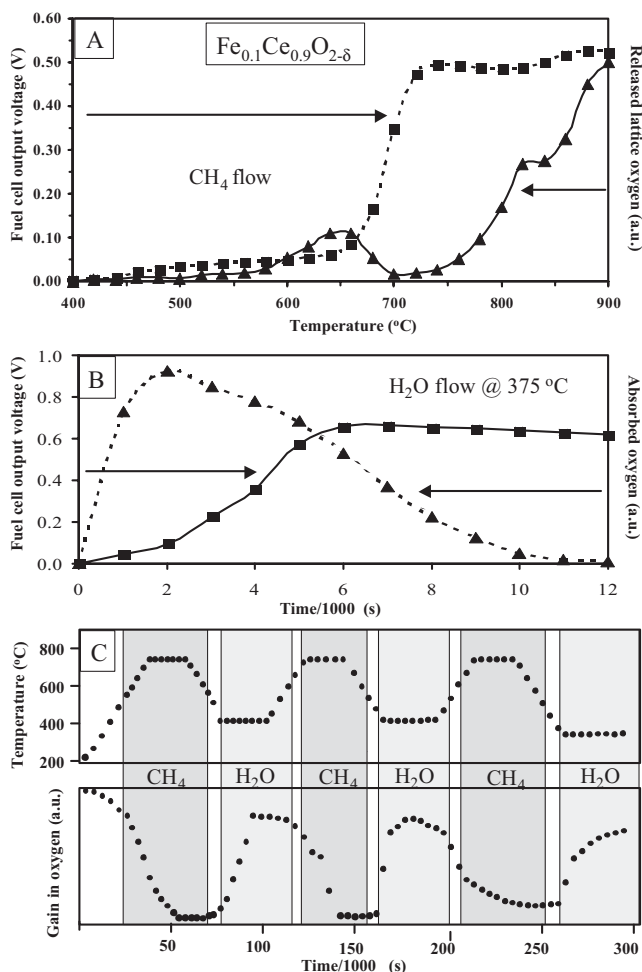 A
Fe0.1Ce0.9O2-δ
CH4 flow
Fuel cell output voltage (V)
0.60
0.50
0.40
0.30
0.20
0.10
0.00
Released lattice oxygen (a.u.)
400 500 600 700 800 900
Temperature (°C)
B
H2O flow @ 375 °C
Fuel cell output voltage (V)
1.0
0.8
0.6
0.4
0.2
0.0
Absorbed oxygen (a.u.)
0 2 4 6 8 10 12
Time/1000 (s)
C
Temperature (°C)
800
600
400
200
CH4 H2O CH4 H2O CH4 H2O
Gain in oxygen (a.u.)
50 100 150 200 250 300
Time/1000 (s)